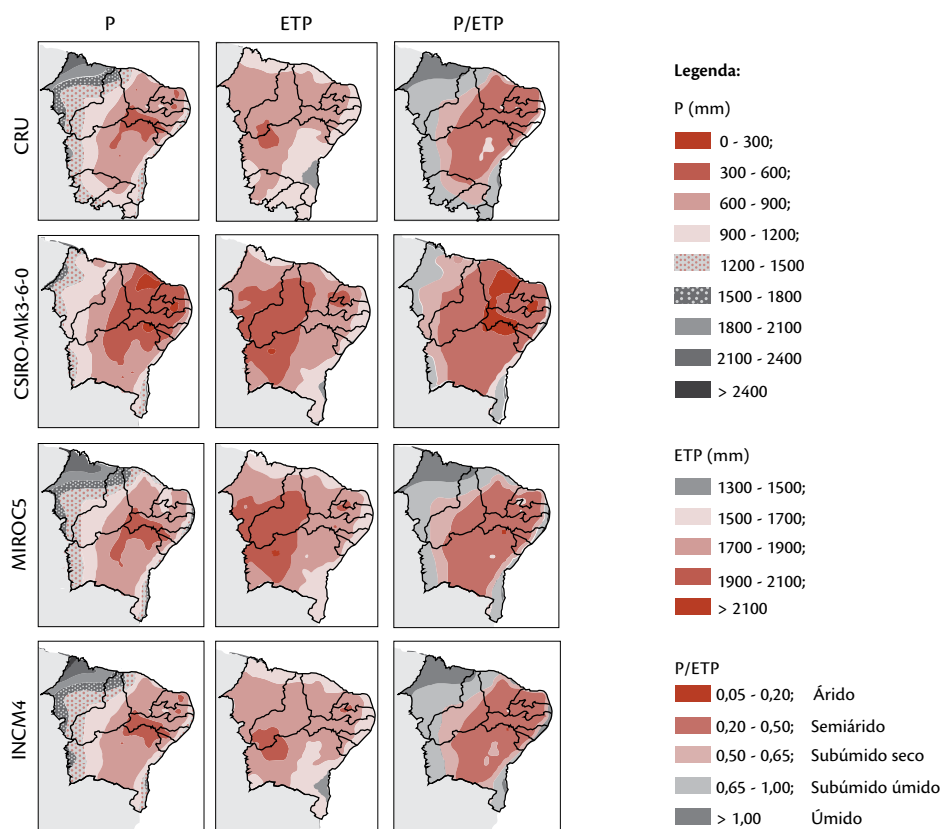 P
ETP
P/ETP
CRU
CSIRO-Mk3-6-0
MIROC5
INCM4
Legenda:
P (mm)
0 - 300;
300 - 600;
600 - 900;
900 - 1200;
1200 - 1500
1500 - 1800
1800 - 2100
2100 - 2400
> 2400
ETP (mm)
1300 - 1500;
1500 - 1700;
1700 - 1900;
1900 - 2100;
> 2100
P/ETP
0,05 - 0,20; Árido
0,20 - 0,50; Semiárido
0,50 - 0,65; Subúmido seco
0,65 - 1,00; Subúmido úmido
> 1,00 Úmido